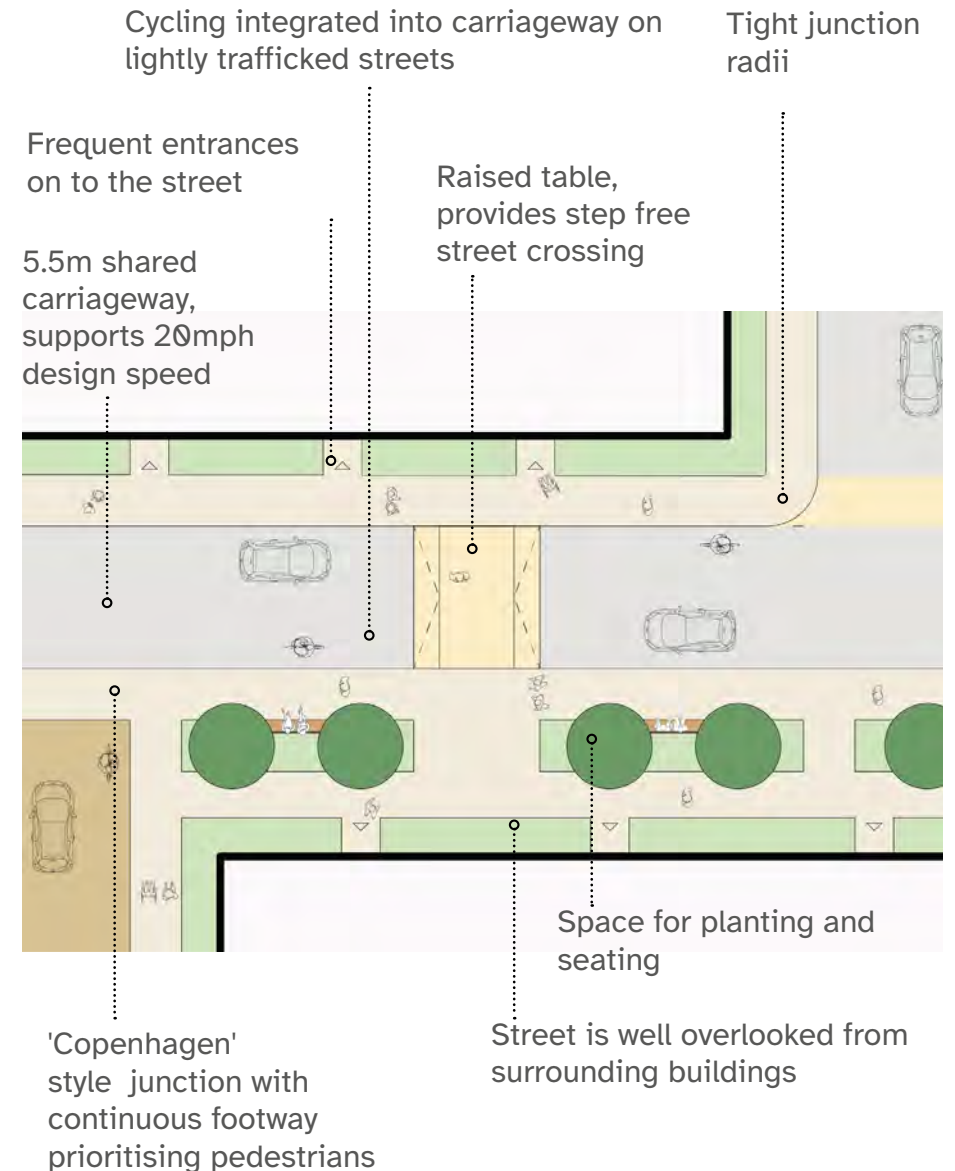 Cycling integrated into carriageway on
lightly trafficked streets
Tight junction
radii
Frequent entrances
on to the street
Raised table,
provides step free
street crossing
5.5m shared
carriageway,
supports 20mph
design speed
Space for planting and
seating
Street is well overlooked from
surrounding buildings
'Copenhagen'
style  junction with
continuous footway
prioritising pedestrians